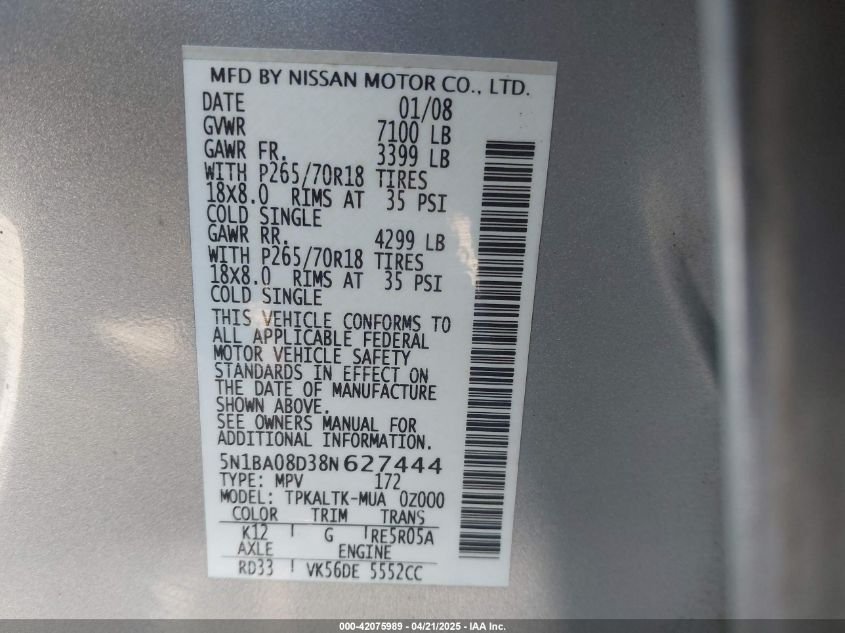 MFD BY NISSAN MOTOR CO., LTD.
DATE 01/08
GVWR 7100 LB
GAWR FR. 3399 LB
WITH P265/70R18 TIRES
18X8.0 RIMS AT 35 PSI
COLD SINGLE
GAWR RR. 4299 LB
WITH P265/70R18 TIRES
18X8.0 RIMS AT 35 PSI
COLD SINGLE
THIS VEHICLE CONFORMS TO
ALL APPLICABLE FEDERAL
MOTOR VEHICLE SAFETY
STANDARDS IN EFFECT ON
THE DATE OF MANUFACTURE
SHOWN ABOVE.
SEE OWNERS MANUAL FOR
ADDITIONAL INFORMATION.
5N1BA08D38N627444
TYPE: MPV 172
MODEL: TPKALTK-MUA 0Z000
COLOR TRIM TRANS
K12 G RE5R05A
AXLE ENGINE
RD33 VK56DE 5552CC
000-42075989 - 04/21/2025 - IAA Inc.